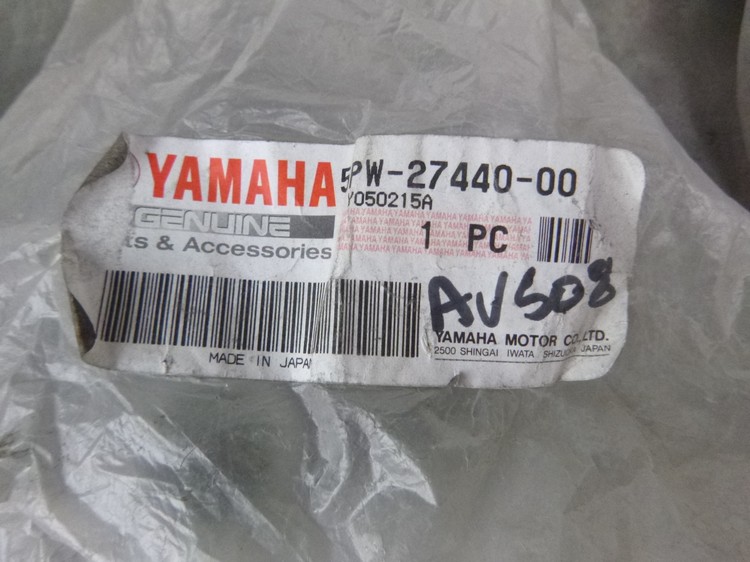 YAMAHA 5PW-27440-00
GENUINE Y050215A
ts & Accessories 1 PC
AVS08
YAMAHA MOTOR CO.,LTD.
2500 SHINGAI IWATA SHIZUOKA JAPAN
MADE IN JAPAN